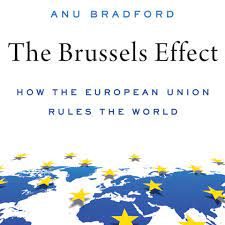 ANU BRADFORD
The Brussels Effect
HOW THE EUROPEAN UNION
RULES THE WORLD